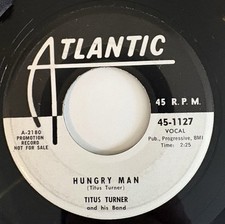 ATLANTIC
45 R.P.M.
A-2180
PROMOTION
RECORD
NOT FOR SALE
45-1127
VOCAL
Pub., Progressive, BMI
Time: 2:25
HUNGRY MAN
(Titus Turner)
TITUS TURNER
and his Band